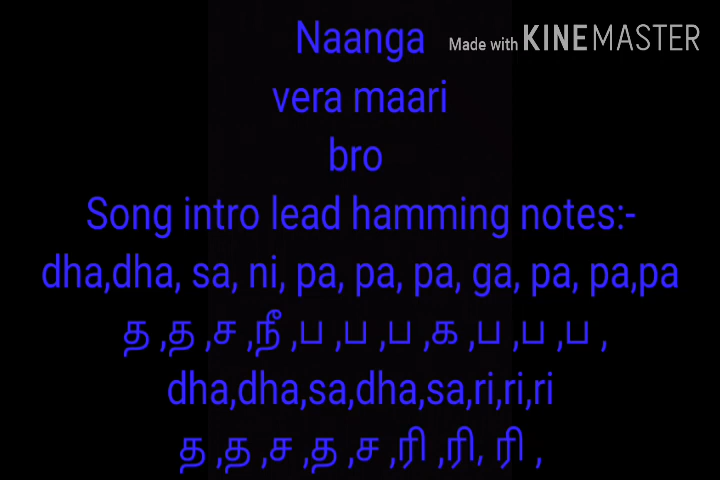 Naanga
Made with KINEMASTER
vera maari
bro
Song intro lead hamming notes:-
dha,dha, sa, ni, pa, pa, pa, ga, pa, pa,pa
த ,த ,ச ,நீ ,ப ,ப ,ப ,க ,ப ,ப ,ப ,
dha,dha,sa,dha,sa,ri,ri,ri
த ,த ,ச ,த ,ச ,ரி ,ரி, ரி ,